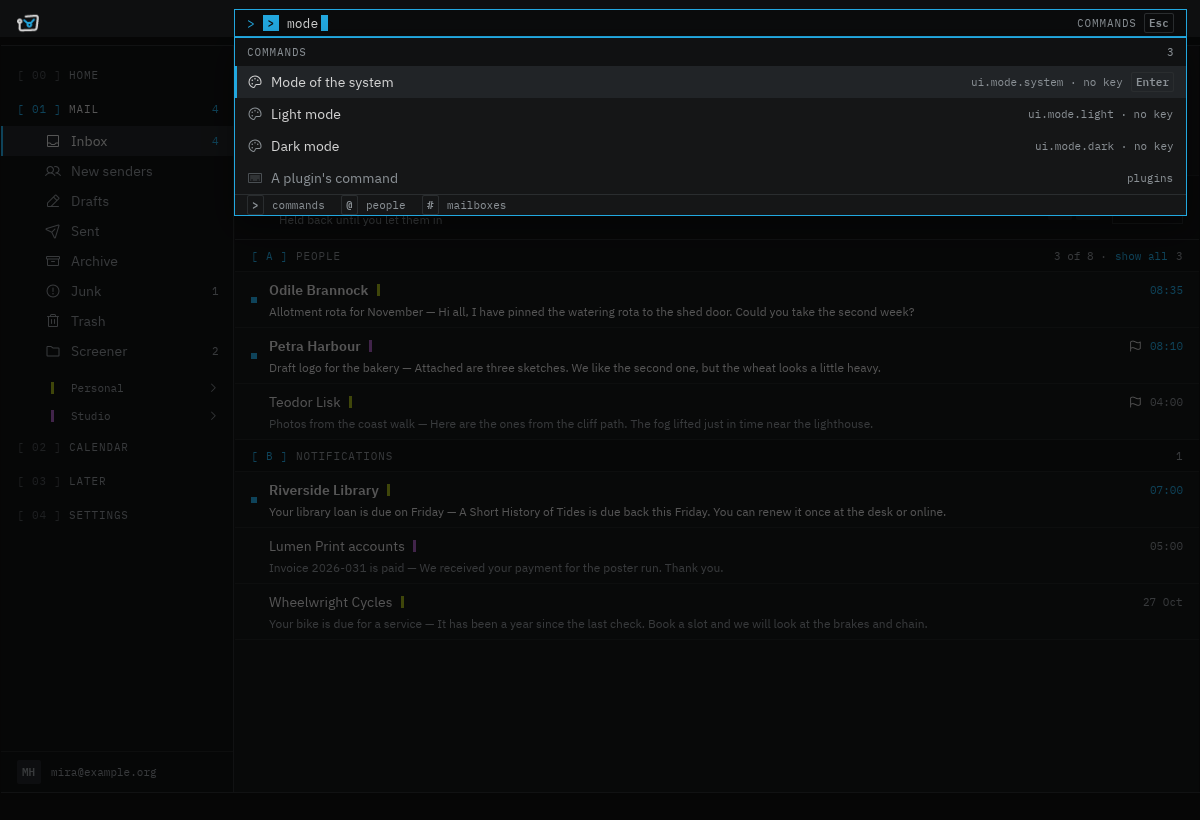 > > mode COMMANDS Esc
COMMANDS 3
Mode of the system ui.mode.system · no key Enter
Light mode ui.mode.light · no key
Dark mode ui.mode.dark · no key
A plugin's command plugins
> commands @ people # mailboxes
Held back until you let them in
[ 00 ] HOME
[ 01 ] MAIL 4
Inbox 4
New senders
Drafts
Sent
Archive
Junk 1
Trash
Screener 2
Personal
Studio
[ 02 ] CALENDAR
[ 03 ] LATER
[ 04 ] SETTINGS
MH mira@example.org
[ A ] PEOPLE 3 of 8 · show all 3
Odile Brannock 08:35
Allotment rota for November — Hi all, I have pinned the watering rota to the shed door. Could you take the second week?
Petra Harbour 08:10
Draft logo for the bakery — Attached are three sketches. We like the second one, but the wheat looks a little heavy.
Teodor Lisk 04:00
Photos from the coast walk — Here are the ones from the cliff path. The fog lifted just in time near the lighthouse.
[ B ] NOTIFICATIONS 1
Riverside Library 07:00
Your library loan is due on Friday — A Short History of Tides is due back this Friday. You can renew it once at the desk or online.
Lumen Print accounts 05:00
Invoice 2026-031 is paid — We received your payment for the poster run. Thank you.
Wheelwright Cycles 27 Oct
Your bike is due for a service — It has been a year since the last check. Book a slot and we will look at the brakes and chain.